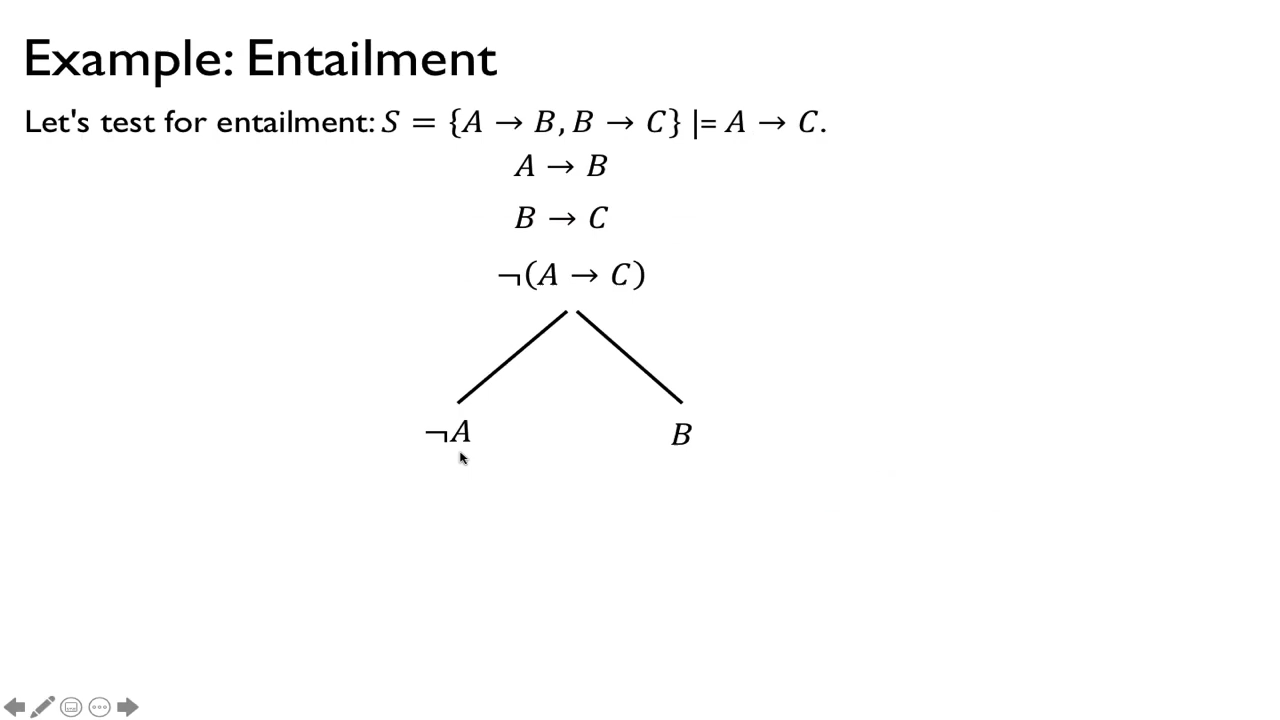 Example: Entailment
Let's test for entailment: 𝑆 = {𝐴 → 𝐵, 𝐵 → 𝐶} |= 𝐴 → 𝐶.
𝐴 → 𝐵
𝐵 → 𝐶
¬(𝐴 → 𝐶)
¬𝐴 𝐵